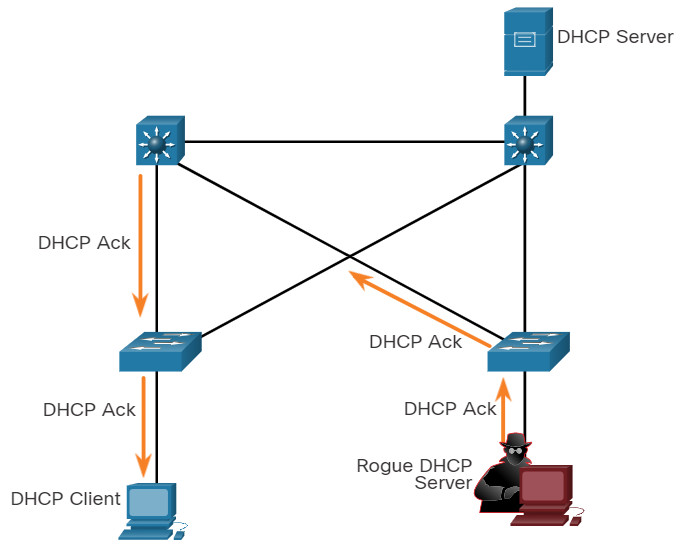 DHCP Server
DHCP Ack
DHCP Ack
DHCP Ack
DHCP Ack
Rogue DHCP
Server
DHCP Client